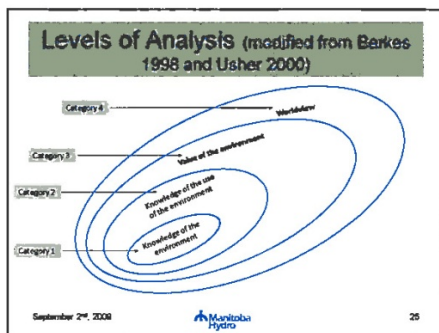 Levels of Analysis (modified from Berkes
1998 and Usher 2000)
Category 4
Worldview
Category 3
Value of the environment
Category 2
Knowledge of the use
of the environment
Category 1
Knowledge of the
environment
September 2nd, 2009
Manitoba
Hydro
25